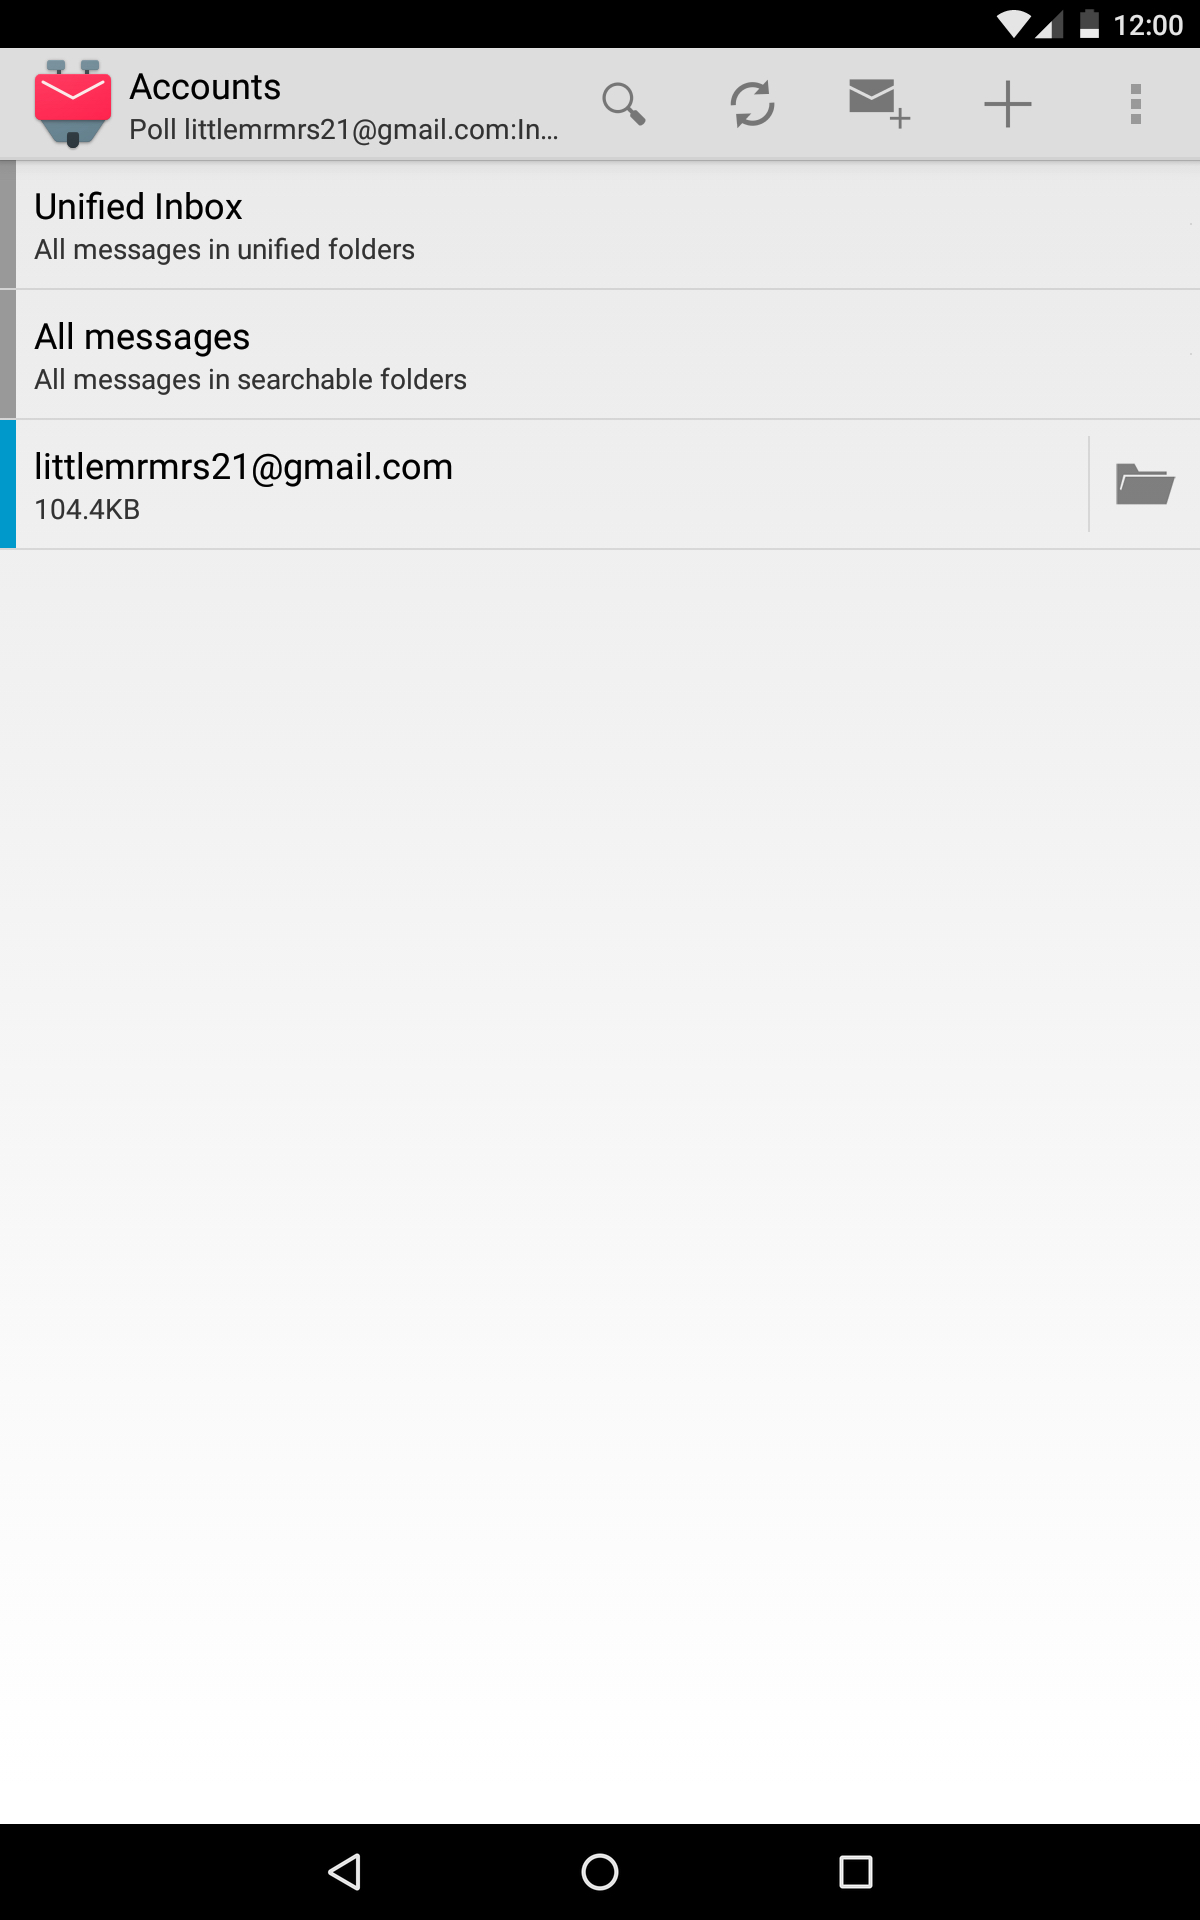 12:00
Accounts
Poll littlemrmrs21@gmail.com:In...
Unified Inbox
All messages in unified folders
All messages
All messages in searchable folders
littlemrmrs21@gmail.com
104.4KB